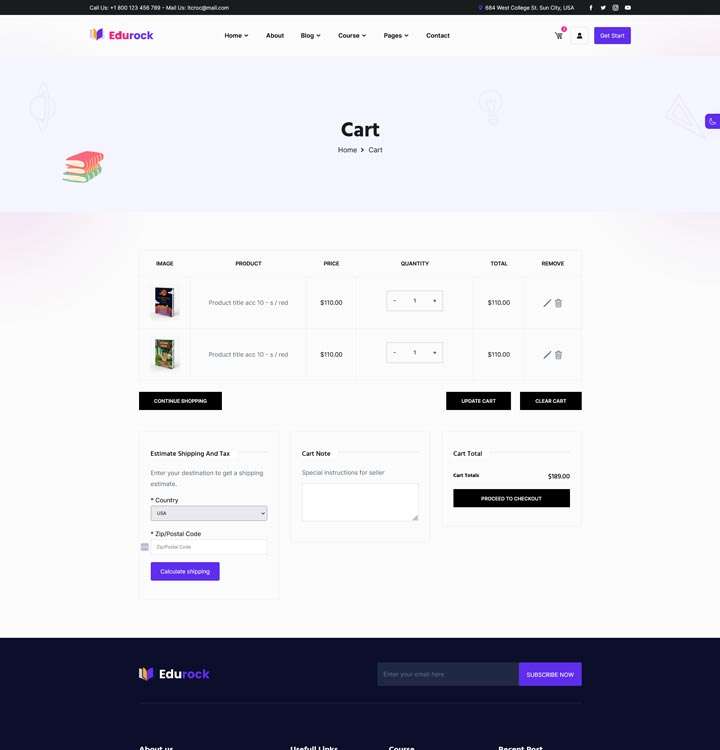 Call Us: +1 800 123 456 789 - Mail Us: Itcroc@mail.com
684 West College St. Sun City, USA
Edurock
Home
About
Blog
Course
Pages
Contact
Get Start
Cart
Home
Cart
IMAGE
PRODUCT
PRICE
QUANTITY
TOTAL
REMOVE
Product title acc 10 - s / red
$110.00
- 1 +
$110.00
Product title acc 10 - s / red
$110.00
- 1 +
$110.00
CONTINUE SHOPPING
UPDATE CART
CLEAR CART
Estimate Shipping And Tax
Enter your destination to get a shipping
estimate.
* Country
USA
* Zip/Postal Code
Zip/Postal Code
Calculate shipping
Cart Note
Special instructions for seller
Cart Total
Cart Totals
$189.00
PROCEED TO CHECKOUT
Edurock
Enter your email here
SUBSCRIBE NOW
About us
Usefull Links
Course
Recent Post